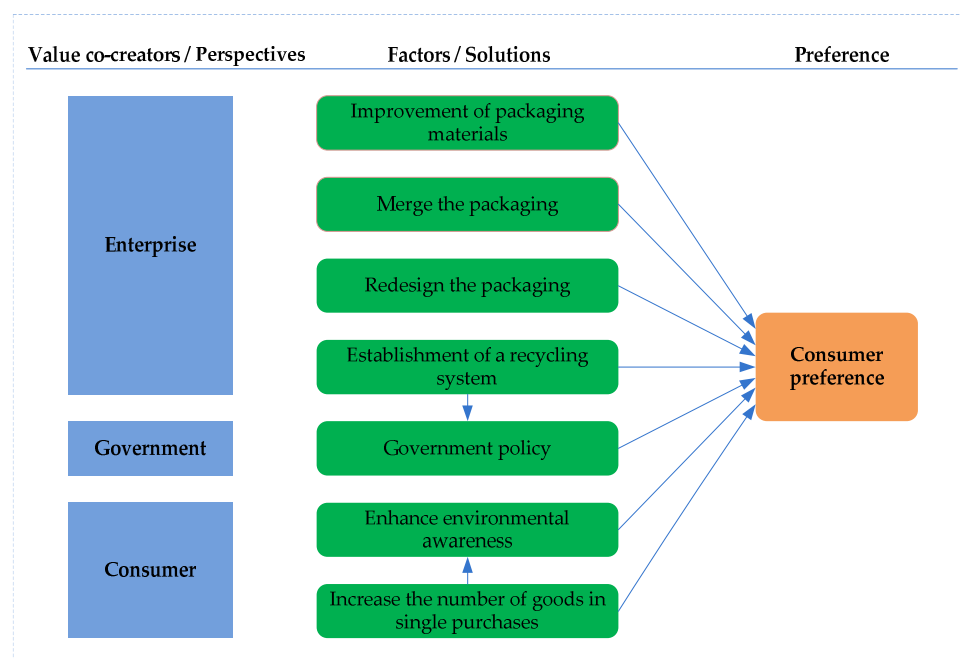 Value co-creators / Perspectives
Factors / Solutions
Preference
Enterprise
Improvement of packaging
materials
Merge the packaging
Redesign the packaging
Establishment of a recycling
system
Government
Government policy
Consumer
Enhance environmental
awareness
Increase the number of goods in
single purchases
Consumer
preference